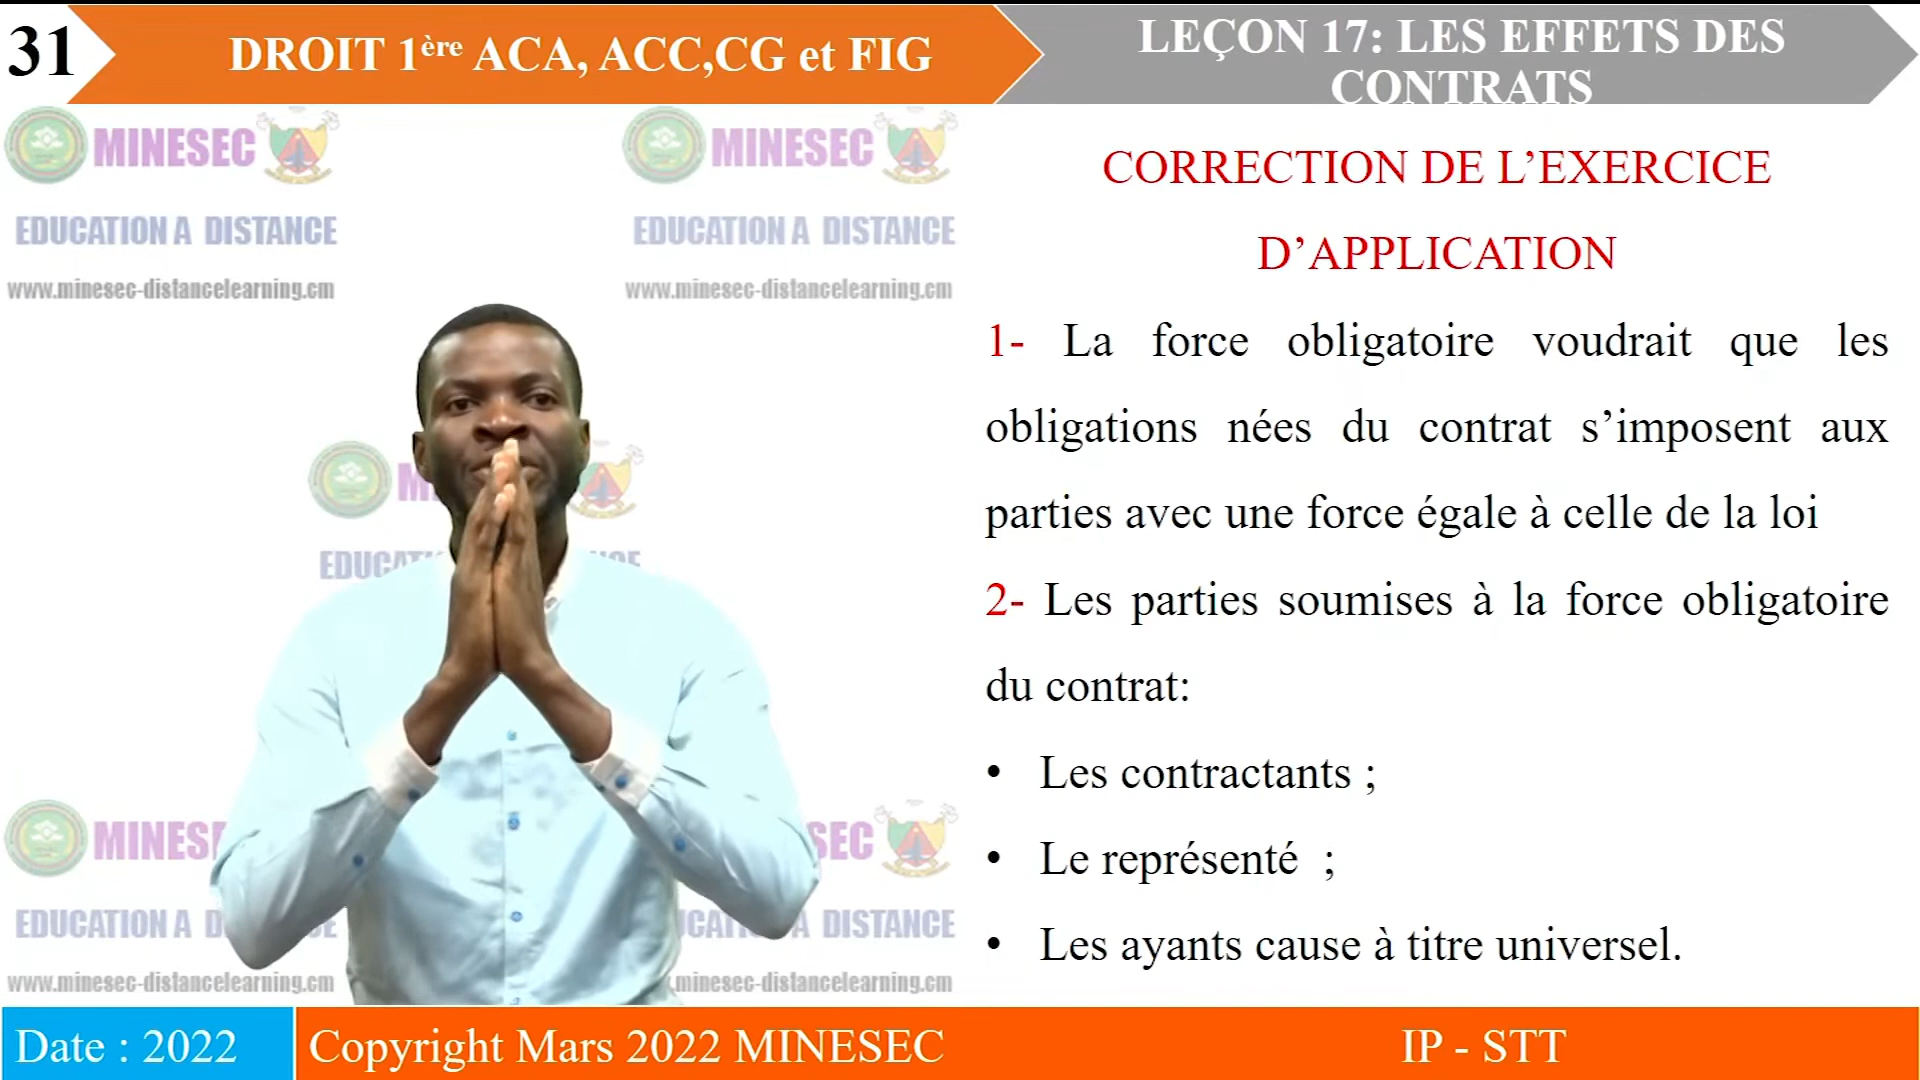 31
DROIT 1ère ACA, ACC,CG et FIG
LEÇON 17: LES EFFETS DES
CONTRATS
MINESEC
EDUCATION A DISTANCE
www.minesec-distancelearning.cm
MINESEC
EDUCATION A DISTANCE
www.minesec-distancelearning.cm
CORRECTION DE L’EXERCICE
D’APPLICATION
1- La force obligatoire voudrait que les
obligations nées du contrat s’imposent aux
parties avec une force égale à celle de la loi
2- Les parties soumises à la force obligatoire
du contrat:
• Les contractants ;
• Le représenté ;
• Les ayants cause à titre universel.
www.minesec-distancelearning.cm
Date : 2022
Copyright Mars 2022 MINESEC
IP - STT